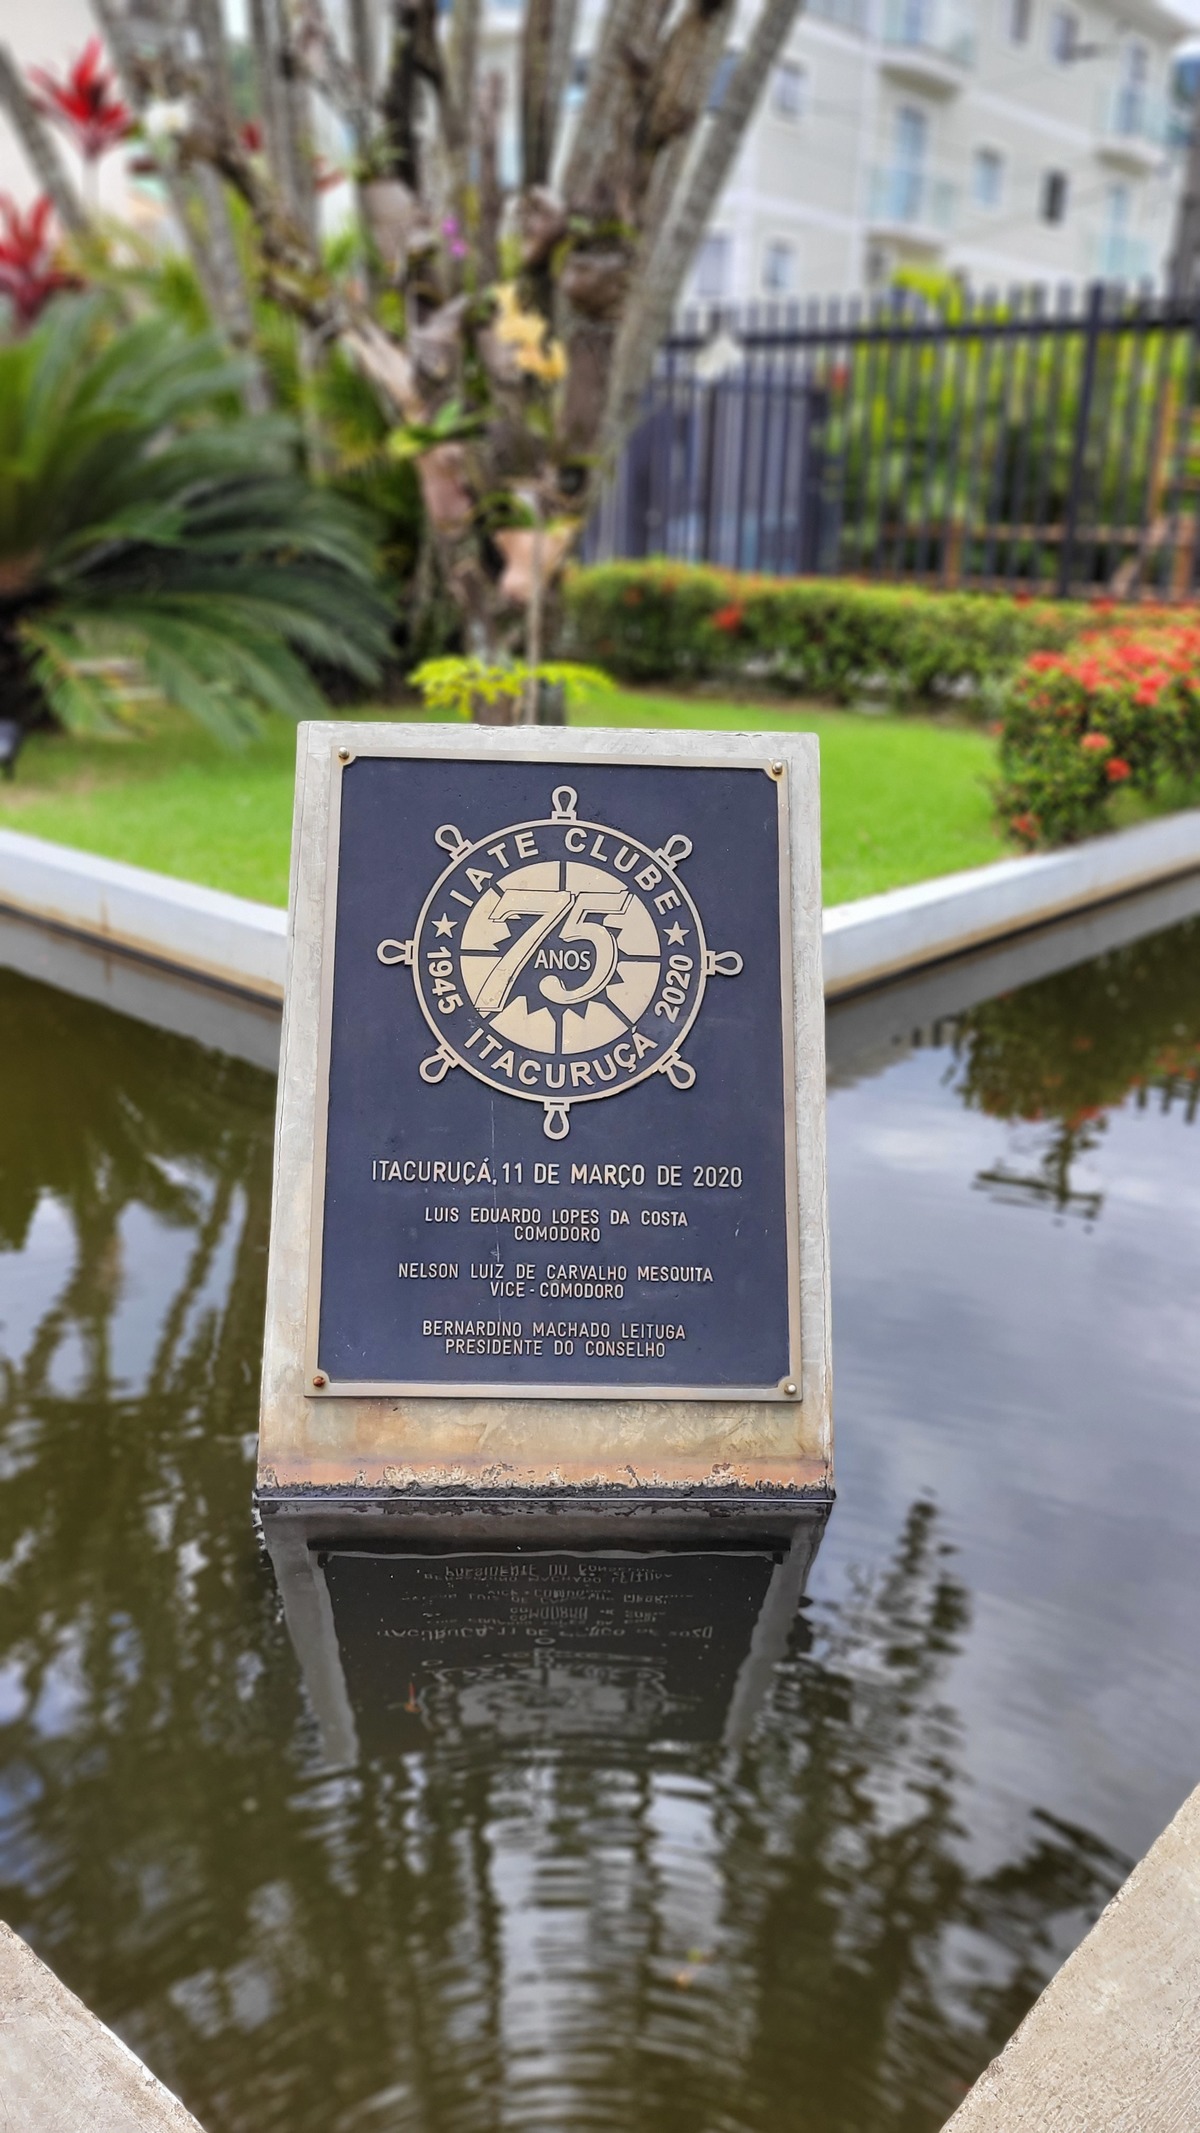 IATE CLUBE
75
ANOS
1945
2020
ITACURUÇÁ
ITACURUÇÁ, 11 DE MARÇO DE 2020
LUIS EDUARDO LOPES DA COSTA
COMODORO
NELSON LUIZ DE CARVALHO MESQUITA
VICE-COMODORO
BERNARDINO MACHADO LEITUGA
PRESIDENTE DO CONSELHO